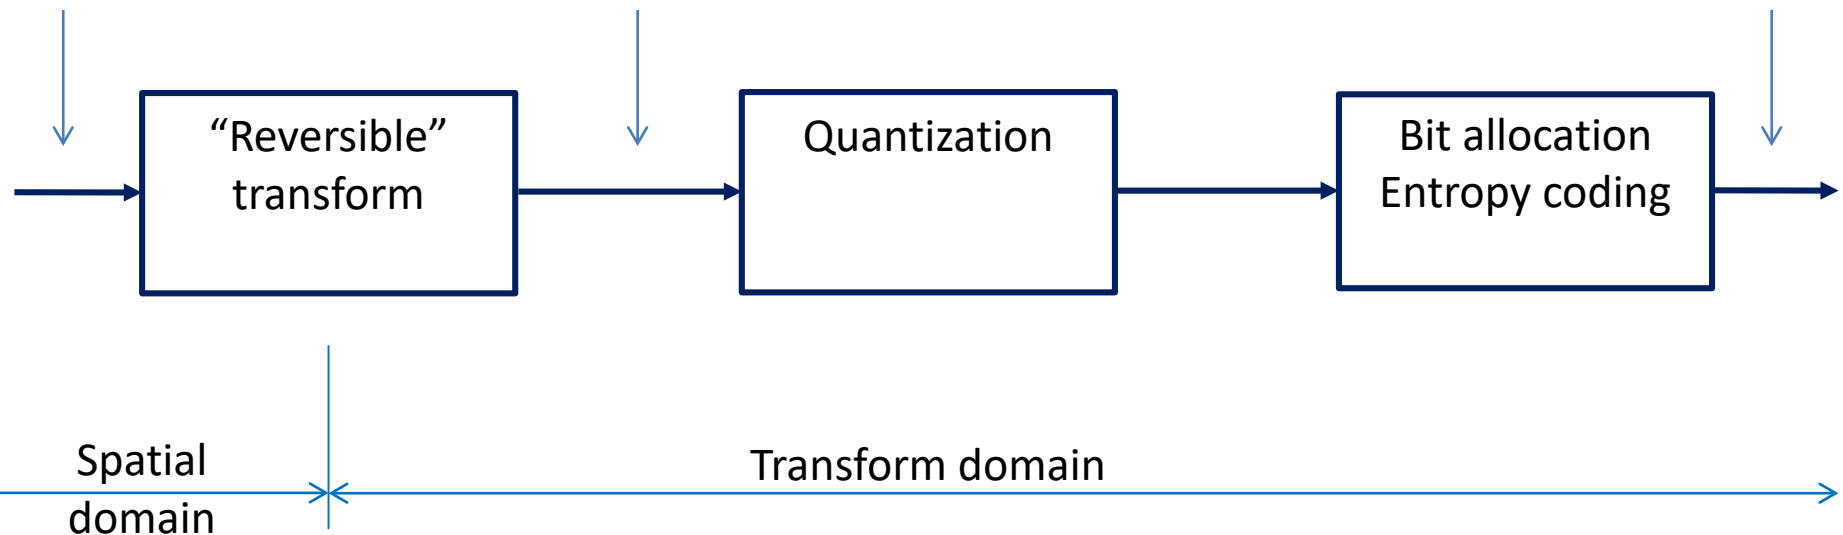 “Reversible”
transform
Quantization
Bit allocation
Entropy coding
Spatial
domain
Transform domain